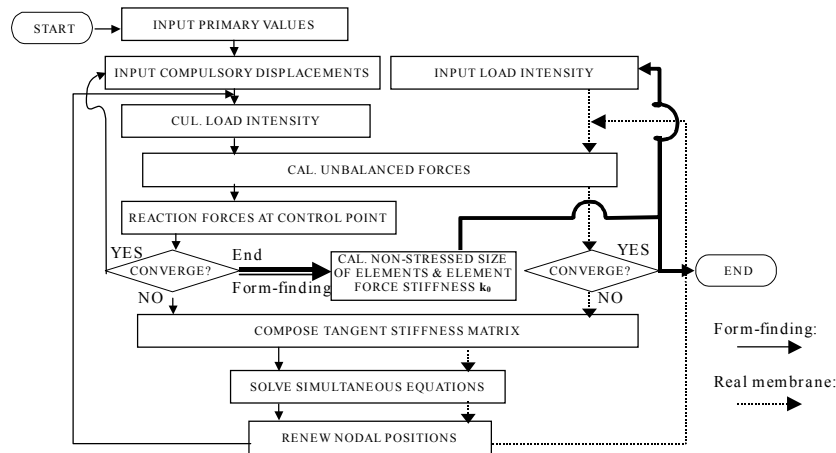 START
INPUT PRIMARY VALUES
INPUT COMPULSORY DISPLACEMENTS
INPUT LOAD INTENSITY
CUL. LOAD INTENSITY
CAL. UNBALANCED FORCES
REACTION FORCES AT CONTROL POINT
YES
CONVERGE?
NO
End
Form-finding
CAL. NON-STRESSED SIZE
OF ELEMENTS & ELEMENT
FORCE STIFFNESS k₀
YES
CONVERGE?
NO
END
COMPOSE TANGENT STIFFNESS MATRIX
SOLVE SIMULTANEOUS EQUATIONS
RENEW NODAL POSITIONS
Form-finding:
Real membrane: